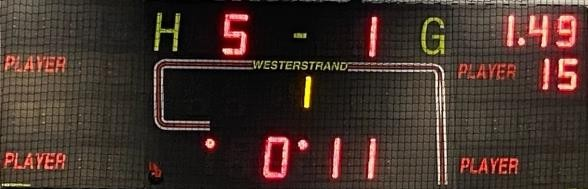 H 5 - 1 G 1.49
PLAYER WESTERSTRAND PLAYER 15
1
0:11
PLAYER PLAYER